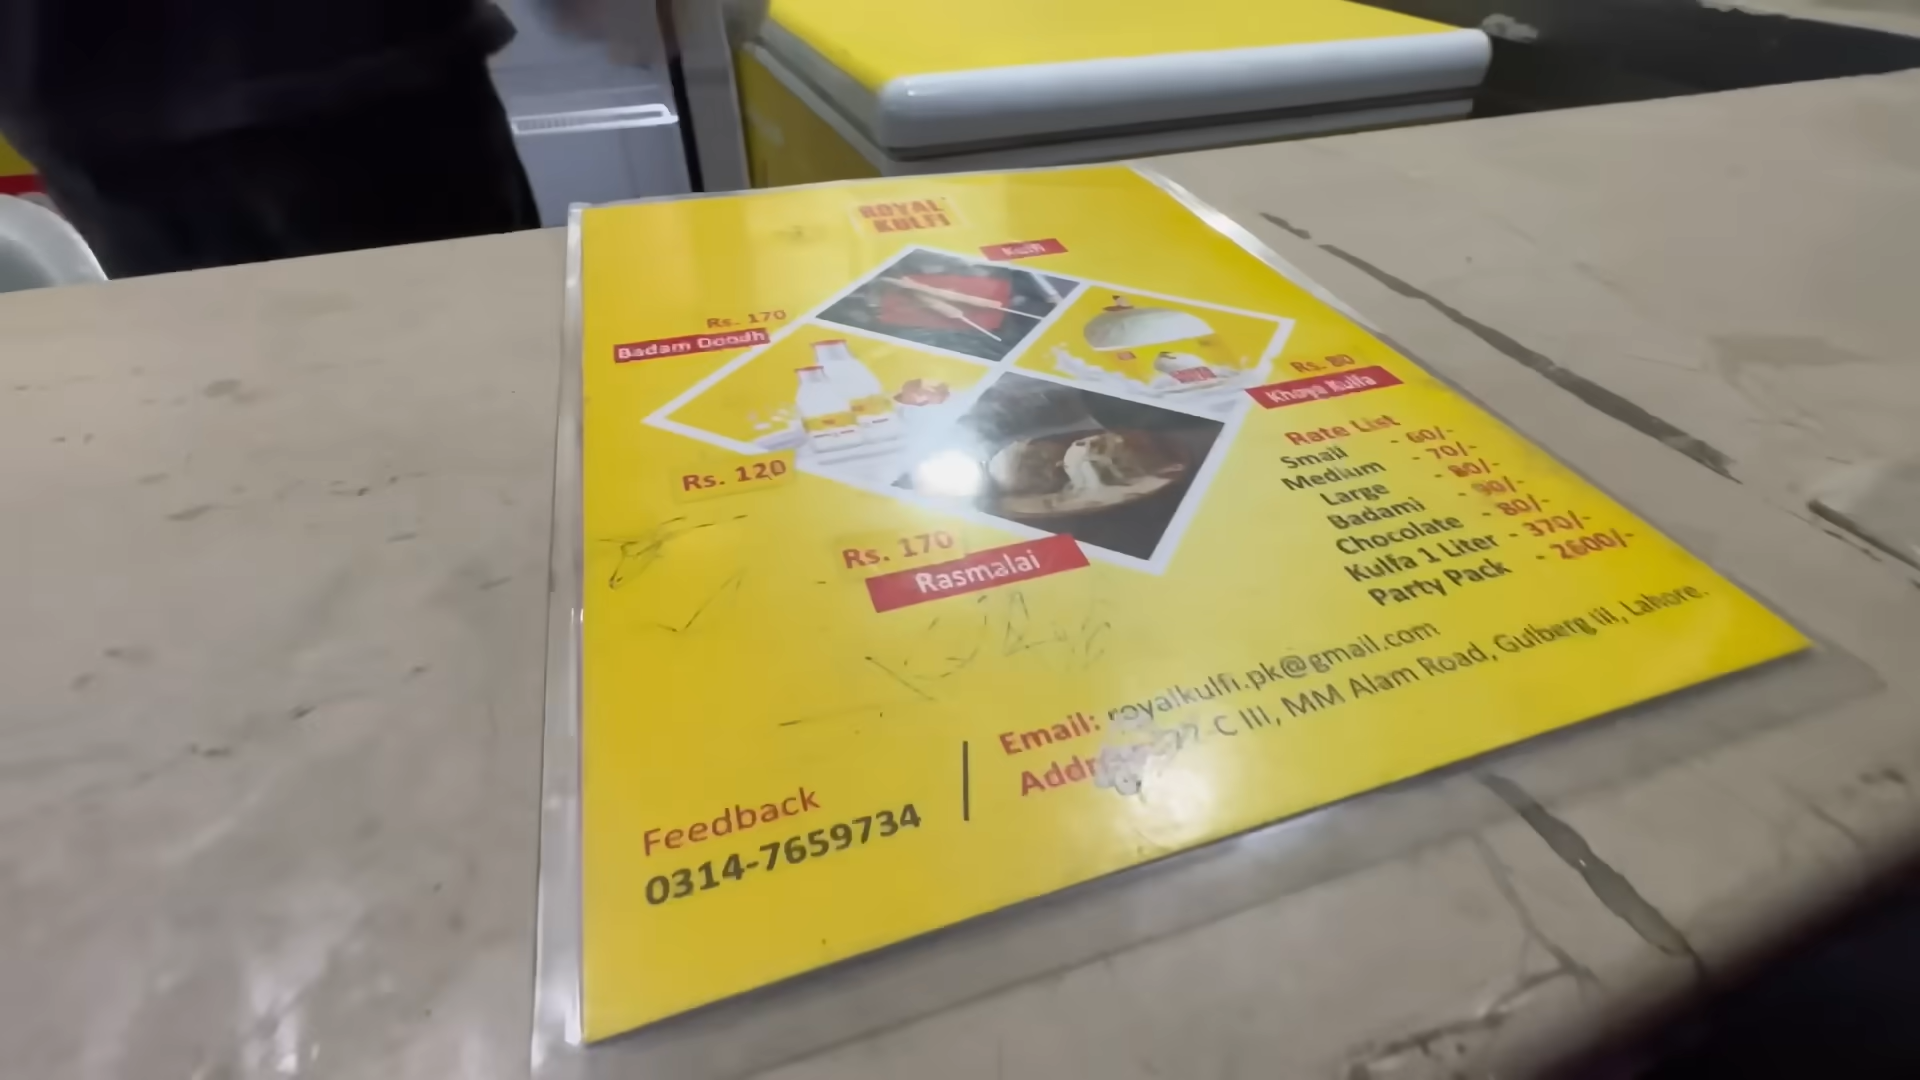 ROYAL
KULFI
Kulfi
Rs. 170
Badam Doodh
Rs. 120
Rs. 80
Khoya Kulfa
Rs. 170
Rasmalai
Rate List
Small - 60/-
Medium - 70/-
Large - 80/-
Badami - 90/-
Chocolate - 80/-
Kulfa 1 Liter - 370/-
Party Pack - 2600/-
Feedback
0314-7659734
Email: royalkulfi.pk@gmail.com
C III, MM Alam Road, Gulberg iii, Lahore.